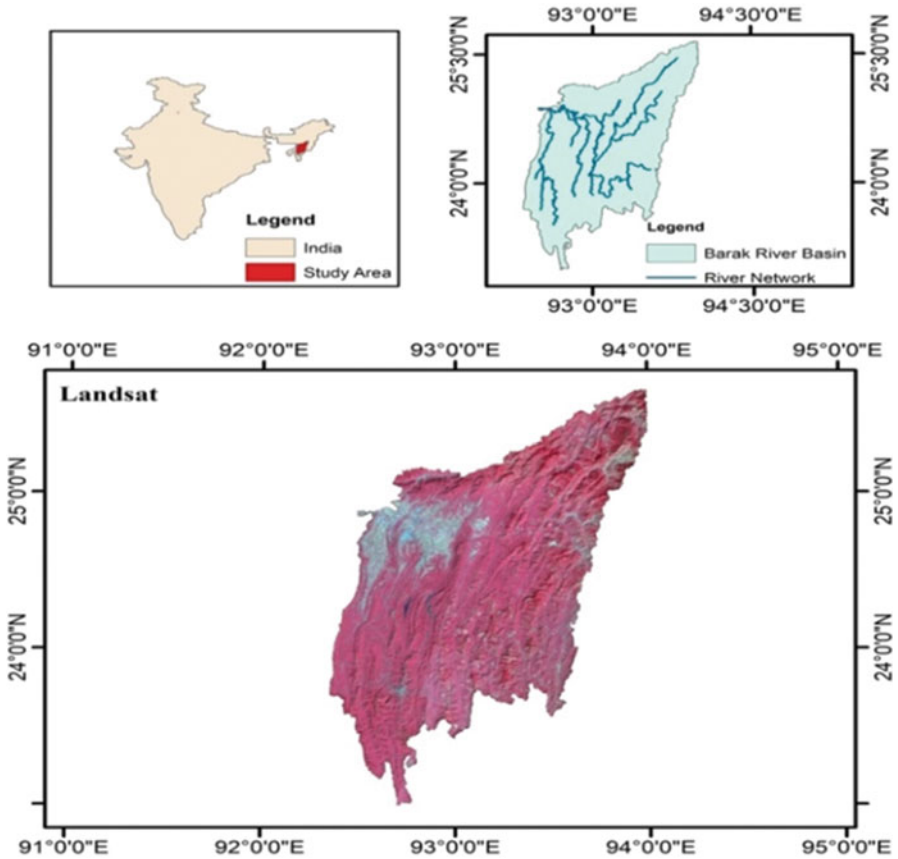 Legend
India
Study Area
93°0'0"E 94°30'0"E
25°30'0"N 25°30'0"N
24°0'0"N 24°0'0"N
Legend
Barak River Basin
River Network
93°0'0"E 94°30'0"E
91°0'0"E 92°0'0"E 93°0'0"E 94°0'0"E 95°0'0"E
Landsat
25°0'0"N 25°0'0"N
24°0'0"N 24°0'0"N
91°0'0"E 92°0'0"E 93°0'0"E 94°0'0"E 95°0'0"E